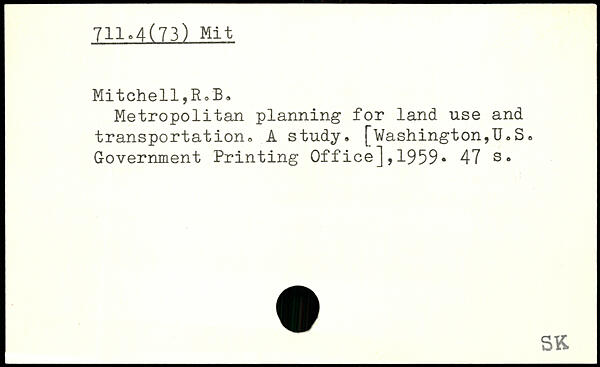 711.4(73) Mit
Mitchell,R.B.
Metropolitan planning for land use and
transportation. A study. [Washington,U.S.
Government Printing Office],1959. 47 s.
SK